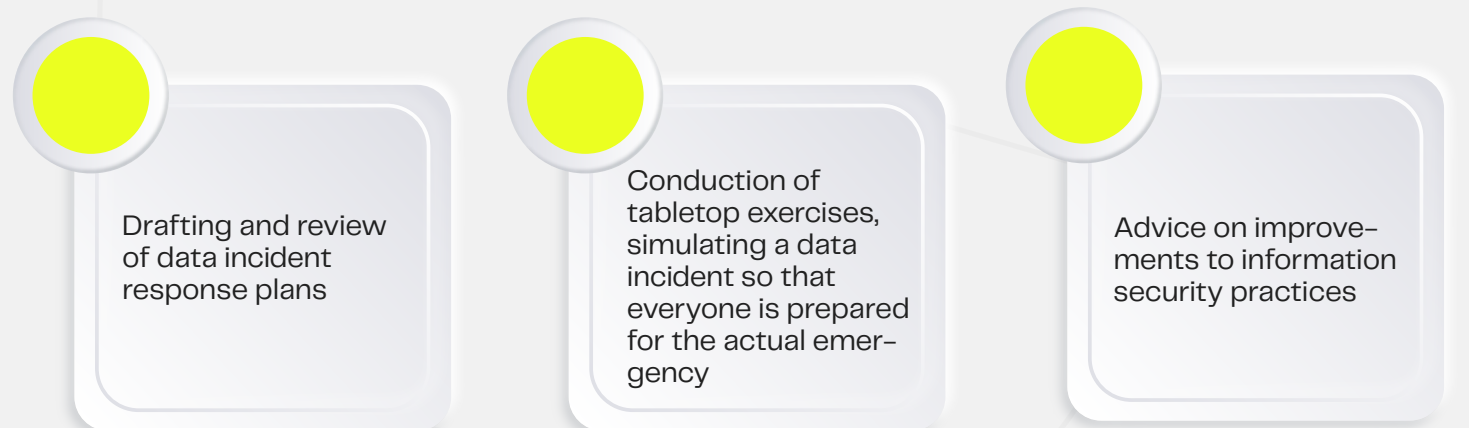 Drafting and review
of data incident
response plans
Conduction of
tabletop exercises,
simulating a data
incident so that
everyone is prepared
for the actual emer-
gency
Advice on improve-
ments to information
security practices